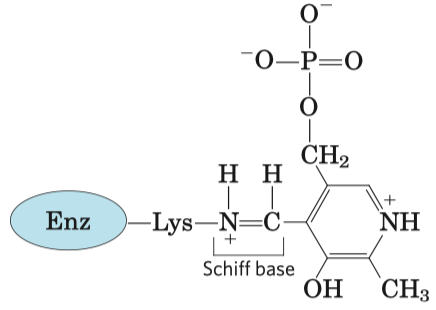 O⁻
⁻O—P=O
O
CH₂
H H
Enz —Lys—N=C
+
+
NH
Schiff base
OH CH₃